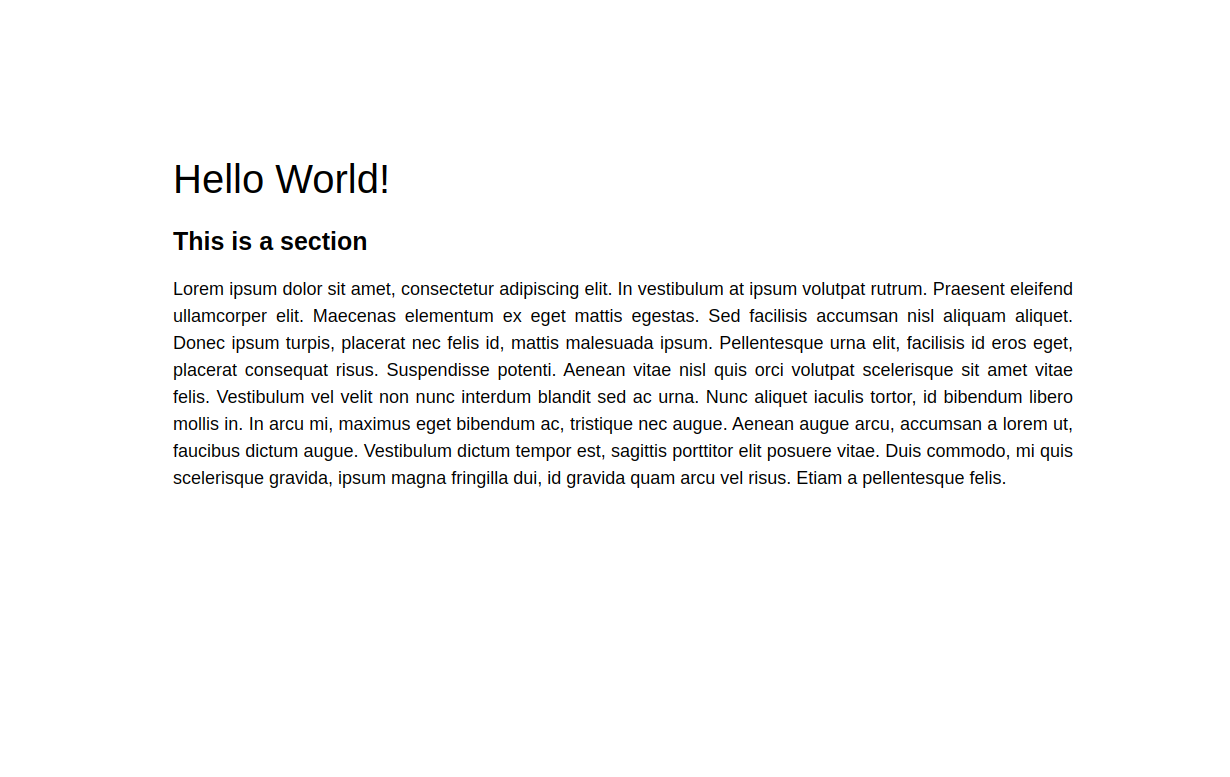 Hello World!
This is a section
Lorem ipsum dolor sit amet, consectetur adipiscing elit. In vestibulum at ipsum volutpat rutrum. Praesent eleifend
ullamcorper elit. Maecenas elementum ex eget mattis egestas. Sed facilisis accumsan nisl aliquam aliquet.
Donec ipsum turpis, placerat nec felis id, mattis malesuada ipsum. Pellentesque urna elit, facilisis id eros eget,
placerat consequat risus. Suspendisse potenti. Aenean vitae nisl quis orci volutpat scelerisque sit amet vitae
felis. Vestibulum vel velit non nunc interdum blandit sed ac urna. Nunc aliquet iaculis tortor, id bibendum libero
mollis in. In arcu mi, maximus eget bibendum ac, tristique nec augue. Aenean augue arcu, accumsan a lorem ut,
faucibus dictum augue. Vestibulum dictum tempor est, sagittis porttitor elit posuere vitae. Duis commodo, mi quis
scelerisque gravida, ipsum magna fringilla dui, id gravida quam arcu vel risus. Etiam a pellentesque felis.